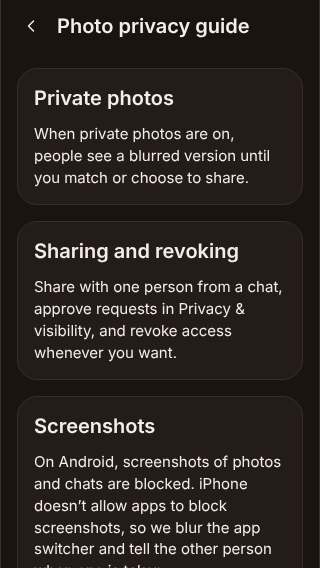 Photo privacy guide
Private photos
When private photos are on,
people see a blurred version until
you match or choose to share.
Sharing and revoking
Share with one person from a chat,
approve requests in Privacy &
visibility, and revoke access
whenever you want.
Screenshots
On Android, screenshots of photos
and chats are blocked. iPhone
doesn’t allow apps to block
screenshots, so we blur the app
switcher and tell the other person